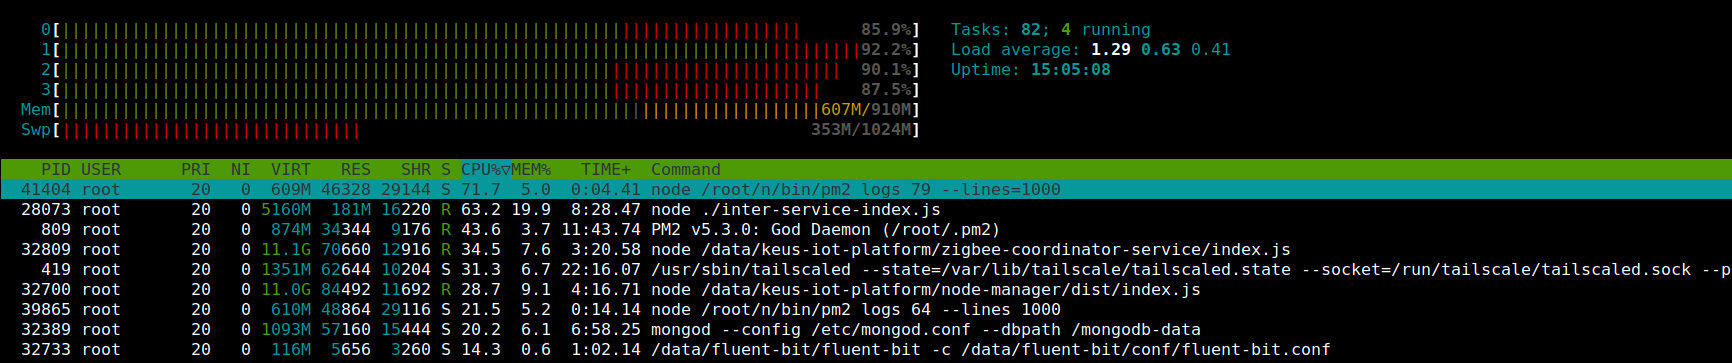 0[ 85.9%] Tasks: 82; 4 running
1[ 92.2%] Load average: 1.29 0.63 0.41
2[ 90.1%] Uptime: 15:05:08
3[ 87.5%]
Mem[ 607M/910M]
Swp[ 353M/1024M]
PID USER PRI NI VIRT RES SHR S CPU%▽MEM% TIME+ Command
41404 root 20 0 609M 46328 29144 S 71.7 5.0 0:04.41 node /root/n/bin/pm2 logs 79 --lines=1000
28073 root 20 0 5160M 181M 16220 R 63.2 19.9 8:28.47 node ./inter-service-index.js
809 root 20 0 874M 34344 9176 R 43.6 3.7 11:43.74 PM2 v5.3.0: God Daemon (/root/.pm2)
32809 root 20 0 11.1G 70660 12916 R 34.5 7.6 3:20.58 node /data/keus-iot-platform/zigbee-coordinator-service/index.js
419 root 20 0 1351M 62644 10204 S 31.3 6.7 22:16.07 /usr/sbin/tailscaled --state=/var/lib/tailscale/tailscaled.state --socket=/run/tailscale/tailscaled.sock --p
32700 root 20 0 11.0G 84492 11692 R 28.7 9.1 4:16.71 node /data/keus-iot-platform/node-manager/dist/index.js
39865 root 20 0 610M 48864 29116 S 21.5 5.2 0:14.14 node /root/n/bin/pm2 logs 64 --lines 1000
32389 root 20 0 1093M 57160 15444 S 20.2 6.1 6:58.25 mongod --config /etc/mongod.conf --dbpath /mongodb-data
32733 root 20 0 116M 5656 3260 S 14.3 0.6 1:02.14 /data/fluent-bit/fluent-bit -c /data/fluent-bit/conf/fluent-bit.conf